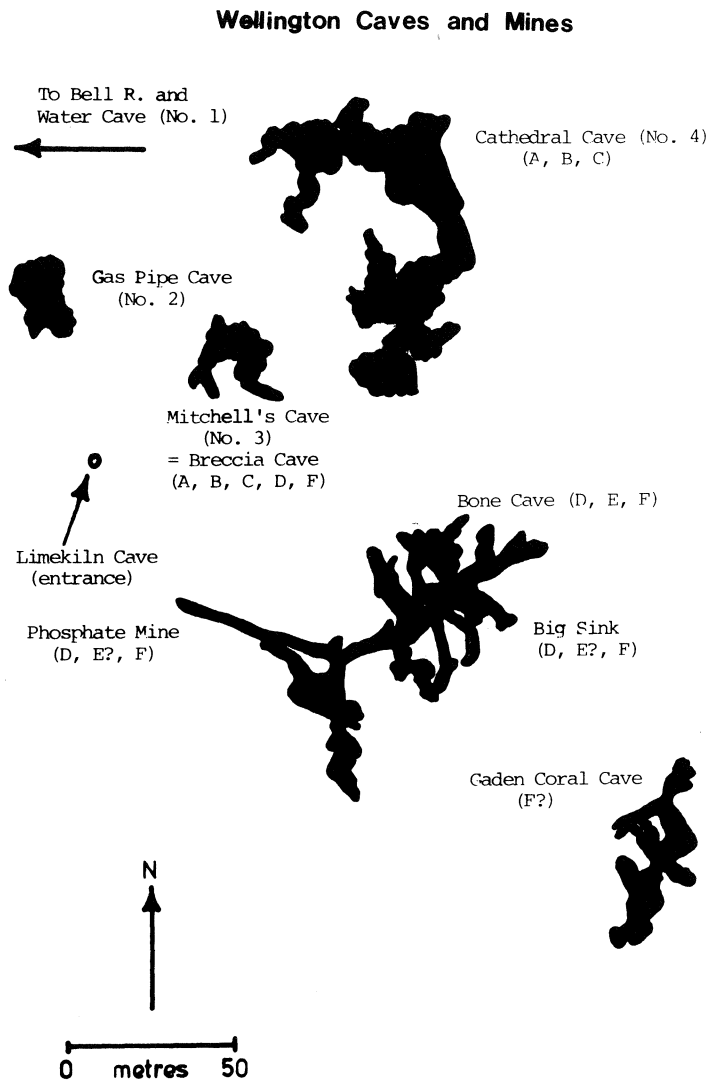 Wellington Caves and Mines
To Bell R. and
Water Cave (No. 1)
Cathedral Cave (No. 4)
(A, B, C)
Gas Pipe Cave
(No. 2)
Mitchell's Cave
(No. 3)
= Breccia Cave
(A, B, C, D, F)
Bone Cave (D, E, F)
Limekiln Cave
(entrance)
Phosphate Mine
(D, E?, F)
Big Sink
(D, E?, F)
Gaden Coral Cave
(F?)
N
0 metres 50